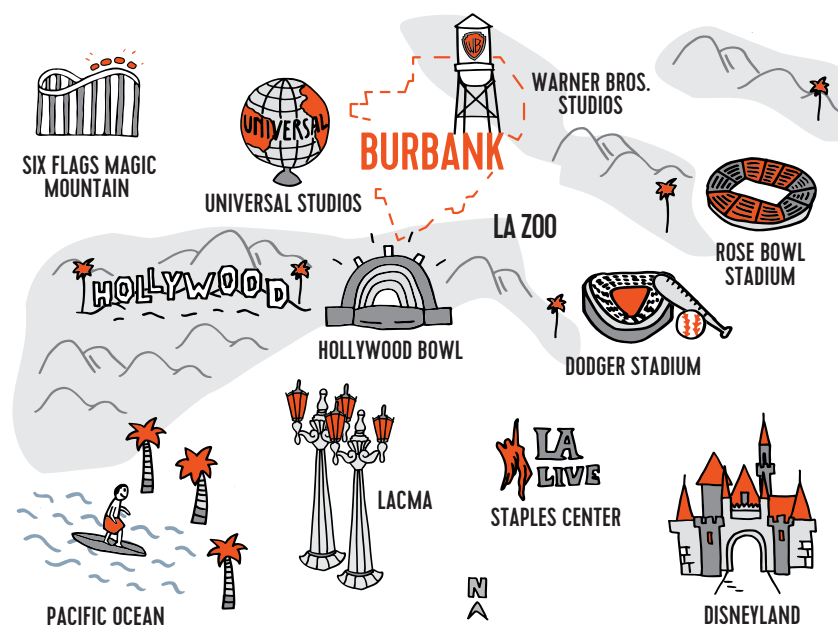 WB
WARNER BROS.
STUDIOS
SIX FLAGS MAGIC
MOUNTAIN
UNIVERSAL
UNIVERSAL STUDIOS
BURBANK
LA ZOO
ROSE BOWL
STADIUM
HOLLYWOOD
HOLLYWOOD BOWL
DODGER STADIUM
LACMA
LA
LIVE
STAPLES CENTER
N
PACIFIC OCEAN
DISNEYLAND